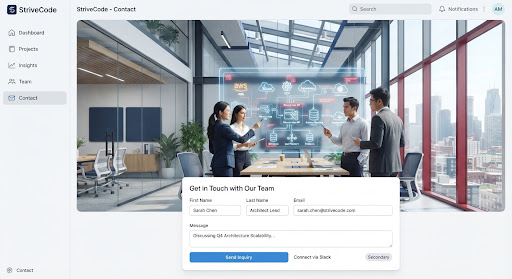 StriveCode
StriveCode - Contact
Search
Notifications
AM
Dashboard
Projects
Insights
Team
Contact
aws
Get in Touch with Our Team
First Name
Last Name
Email
Sarah Chen
Architect Lead
sarah.chen@strivecode.com
Message
Discussing Q4 Architecture Scalability...
Send Inquiry
Connect via Slack
Secondary
Contact